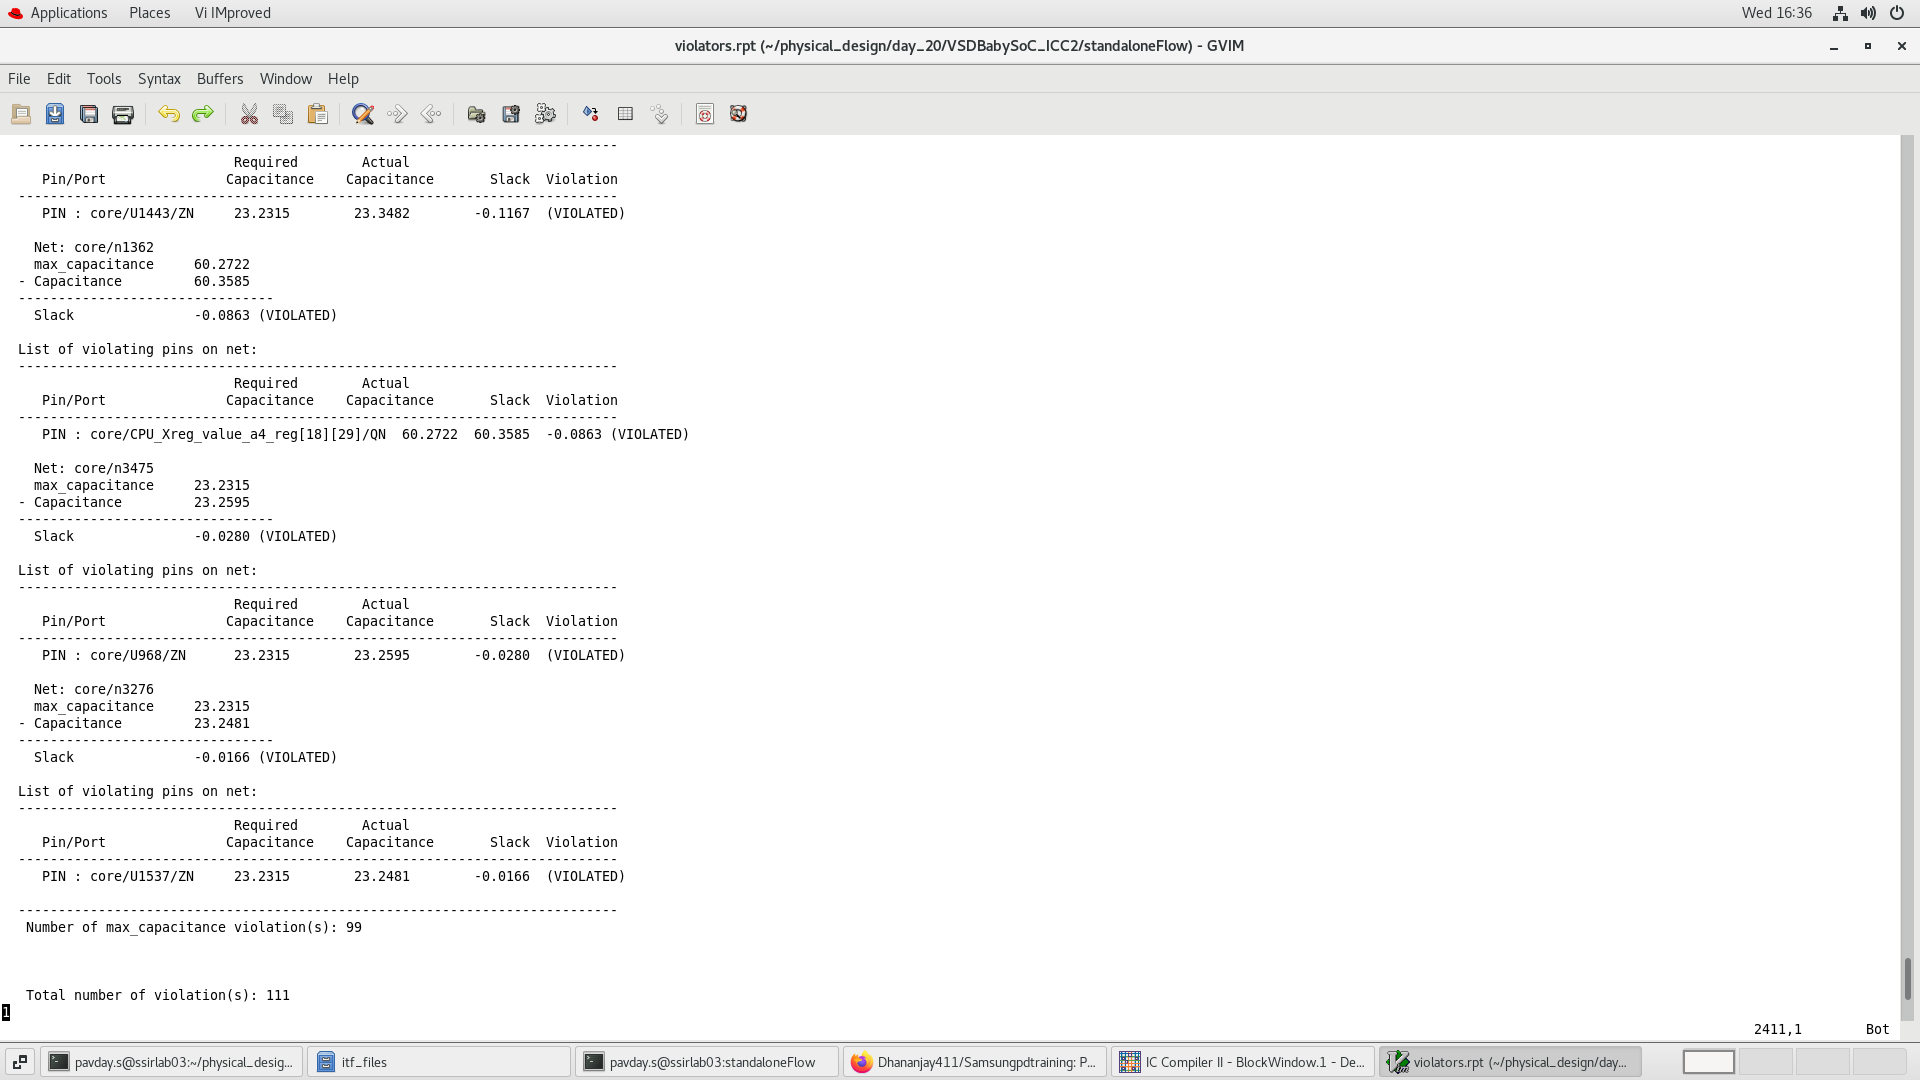 Applications Places Vi IMproved Wed 16:36
violators.rpt (~/physical_design/day_20/VSDBabySoC_ICC2/standaloneFlow) - GVIM
File Edit Tools Syntax Buffers Window Help
--------------------------------------------------------------------------
Required Actual
Pin/Port Capacitance Capacitance Slack Violation
--------------------------------------------------------------------------
PIN : core/U1443/ZN 23.2315 23.3482 -0.1167 (VIOLATED)
Net: core/n1362
max_capacitance 60.2722
- Capacitance 60.3585
--------------------------------
Slack -0.0863 (VIOLATED)
List of violating pins on net:
--------------------------------------------------------------------------
Required Actual
Pin/Port Capacitance Capacitance Slack Violation
--------------------------------------------------------------------------
PIN : core/CPU_Xreg_value_a4_reg[18][29]/QN 60.2722 60.3585 -0.0863 (VIOLATED)
Net: core/n3475
max_capacitance 23.2315
- Capacitance 23.2595
--------------------------------
Slack -0.0280 (VIOLATED)
List of violating pins on net:
--------------------------------------------------------------------------
Required Actual
Pin/Port Capacitance Capacitance Slack Violation
--------------------------------------------------------------------------
PIN : core/U968/ZN 23.2315 23.2595 -0.0280 (VIOLATED)
Net: core/n3276
max_capacitance 23.2315
- Capacitance 23.2481
--------------------------------
Slack -0.0166 (VIOLATED)
List of violating pins on net:
--------------------------------------------------------------------------
Required Actual
Pin/Port Capacitance Capacitance Slack Violation
--------------------------------------------------------------------------
PIN : core/U1537/ZN 23.2315 23.2481 -0.0166 (VIOLATED)
--------------------------------------------------------------------------
Number of max_capacitance violation(s): 99
Total number of violation(s): 111
1
2411,1 Bot
pavday.s@ssirlab03:~/physical_desig... itf_files pavday.s@ssirlab03:standaloneFlow Dhananjay411/Samsungpdtraining: P... IC Compiler II - BlockWindow.1 - De... violators.rpt (~/physical_design/day...